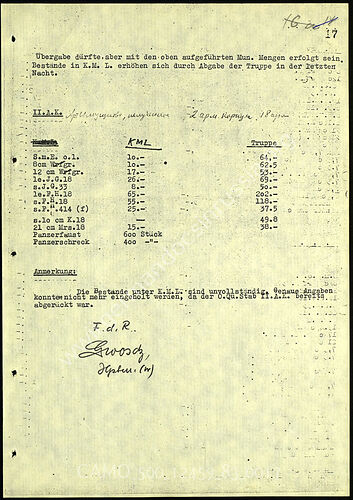 17
Übergabe dürfte aber mit den oben aufgeführten Mun. Mengen erfolgt sein,
Bestände in K.M.L. erhöhen sich durch Abgabe der Truppe in der letzten
Nacht.
II.A.K.
KML Truppe
S.m.E. o.l. 10.- 64.-
8cm Wrfgr. 10.- 62.5
12 cm Wrfgr. 17.- 53.-
le.J.G.18 26.- 69.-
s.J.G.33 8.- 50.-
le.F.H.18 65.- 202.-
s.F.H.18 55.- 118.-
s.F.H.414 (f) 25.- 37.5
s.10 cm K.18 — 49.8
21 cm Mrs.18 15.- 38.-
Panzerfaust 600 Stück
Panzerschreck 400 -"-
Anmerkung:
Die Bestände unter K.M.L. sind unvollständig. Genaue Angaben
konnten nicht mehr eingeholt werden, da der O.Qu.Stab II.A.K. bereits
abgerückt war.
F.d.R.
Hptm. (W)